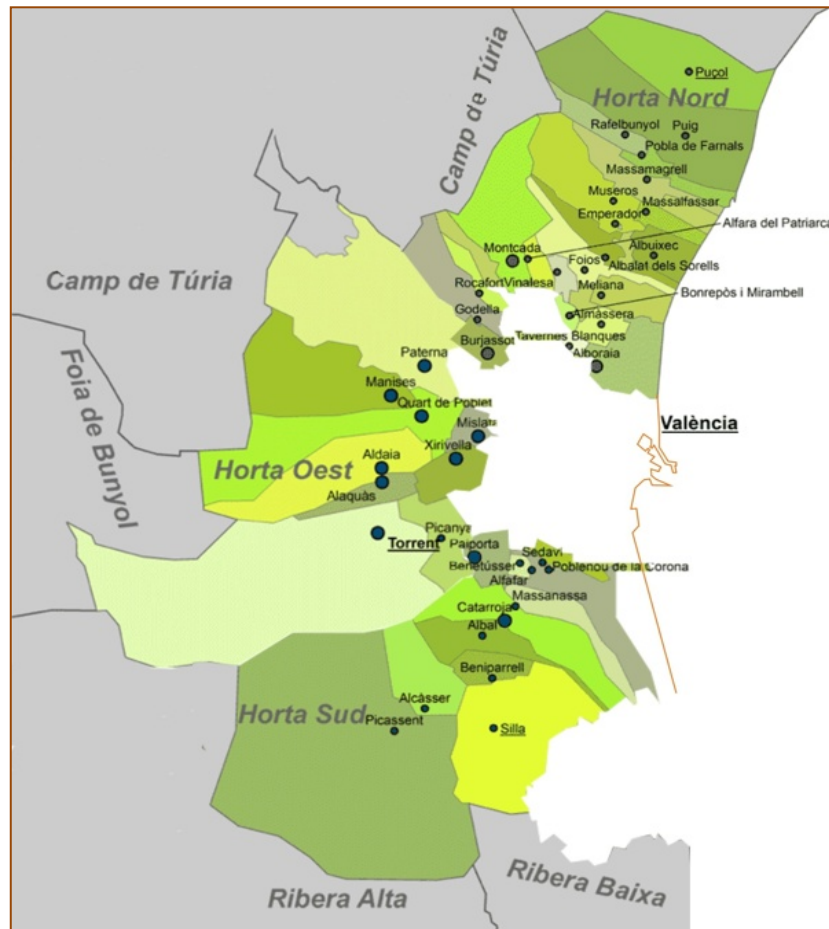 Camp de Túria
Puçol
Horta Nord
Rafelbunyol
Puig
Pobla de Farnals
Massamagrell
Museros
Massalfassar
Emperador
Alfara del Patriarca
Montcada
Albuixec
Foios
Albalat dels Sorells
Camp de Túria
Rocafort
Vinalesa
Meliana
Bonrepòs i Mirambell
Godella
Almàssera
Tavernes Blanques
Burjassot
Alboraia
Paterna
Foia de Bunyol
Manises
Quart de Poblet
València
Mislat
Xirivella
Aldaia
Horta Oest
Alaquàs
Picanya
Torrent
Paiporta
Sedaví
Benetússer
Poblenou de la Corona
Alfafar
Massanassa
Catarroja
Albal
Beniparrell
Alcàsser
Horta Sud
Picassent
Silla
Ribera Alta
Ribera Baixa